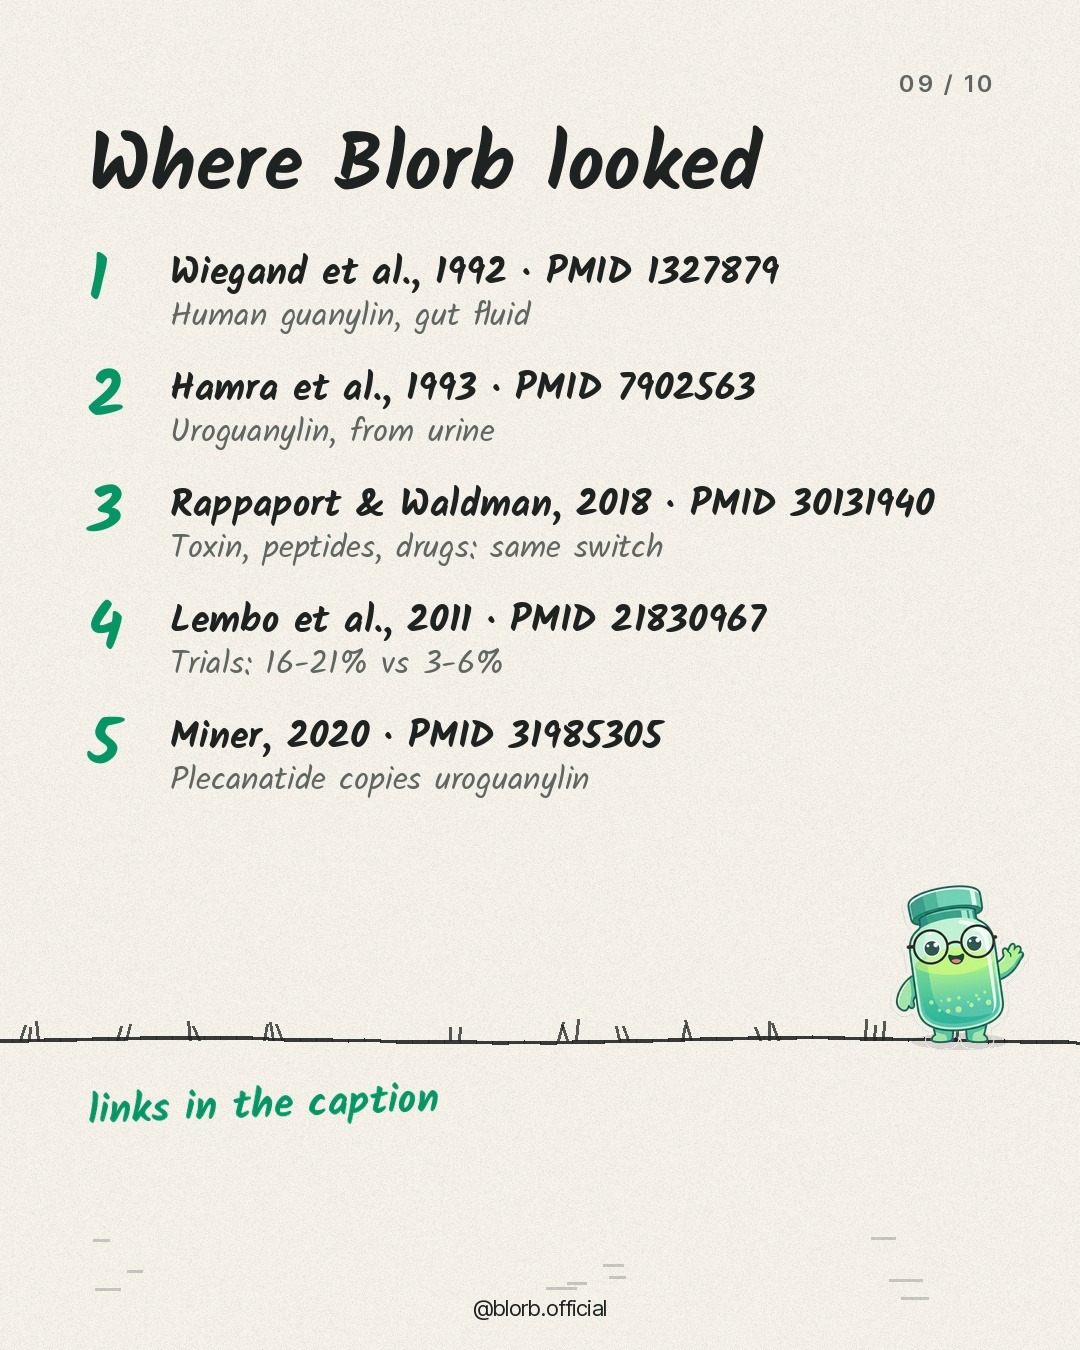 09 / 10
Where Blorb looked
1
Wiegand et al., 1992 · PMID 1327879
Human guanylin, gut fluid
2
Hamra et al., 1993 · PMID 7902563
Uroguanylin, from urine
3
Rappaport & Waldman, 2018 · PMID 30131940
Toxin, peptides, drugs: same switch
4
Lembo et al., 2011 · PMID 21830967
Trials: 16-21% vs 3-6%
5
Miner, 2020 · PMID 31985305
Plecanatide copies uroguanylin
links in the caption
@blorb.official